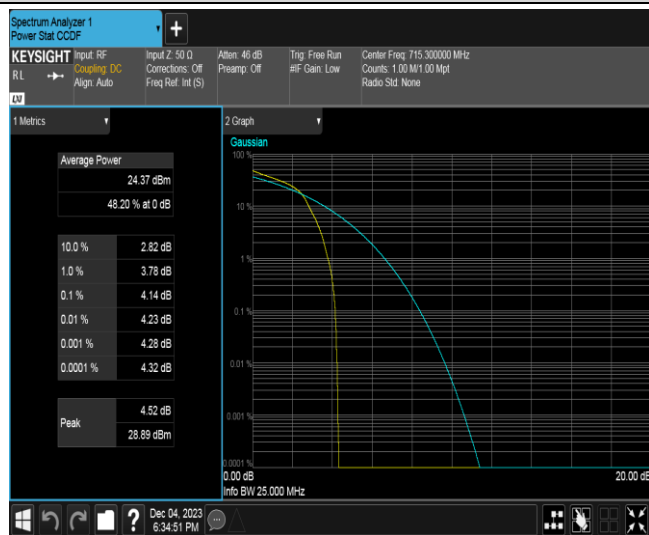 Spectrum Analyzer 1
Power Stat CCDF
+
KEYSIGHT
RL
LXI
Input: RF
Coupling: DC
Align: Auto
Input Z: 50 Ω
Corrections: Off
Freq Ref: Int (S)
Atten: 46 dB
Preamp: Off
Trig: Free Run
#IF Gain: Low
Center Freq: 715.300000 MHz
Counts: 1.00 M/1.00 Mpt
Radio Std: None
1 Metrics
Average Power
24.37 dBm
48.20 % at 0 dB
10.0 % 2.82 dB
1.0 % 3.78 dB
0.1 % 4.14 dB
0.01 % 4.23 dB
0.001 % 4.28 dB
0.0001 % 4.32 dB
Peak 4.52 dB
28.89 dBm
2 Graph
Gaussian
100 %
10 %
1 %
0.1 %
0.01 %
0.001 %
0.0001 %
0.00 dB 20.00 dB
Info BW 25.000 MHz
? Dec 04, 2023
6:34:51 PM